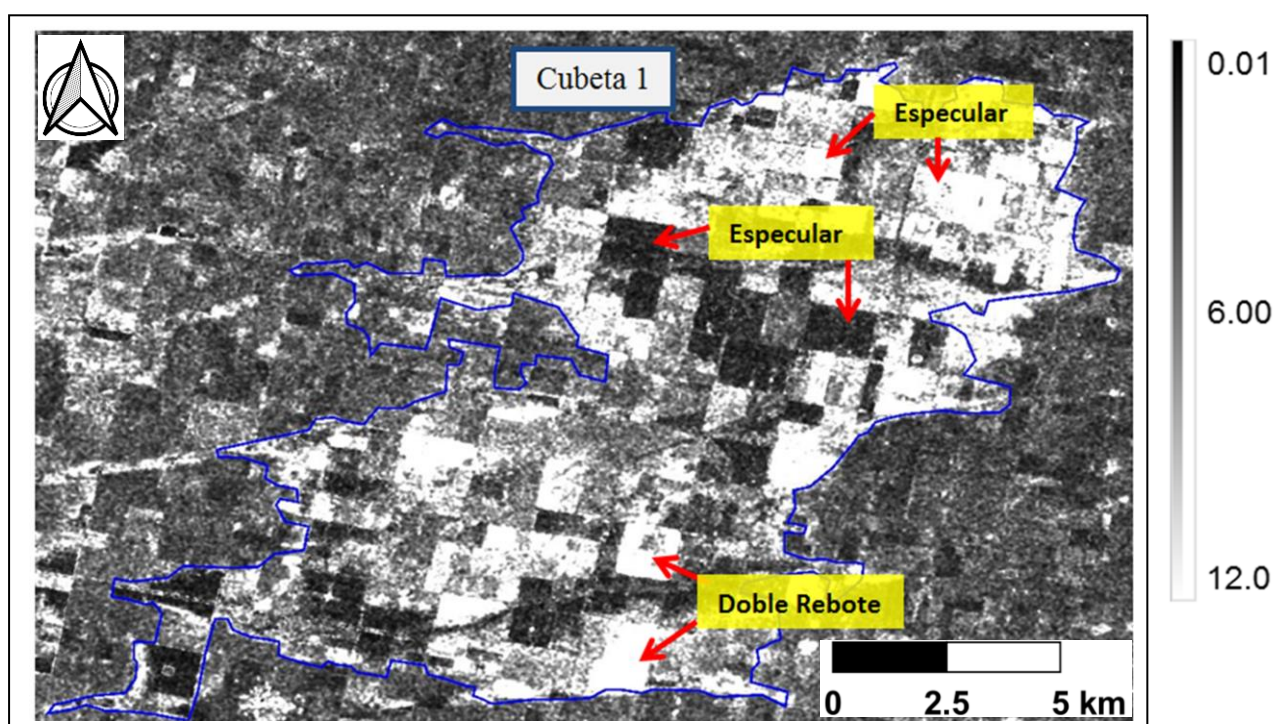 Cubeta 1
0.01
Especular
Especular
6.00
12.0
Doble Rebote
0 2.5 5 km